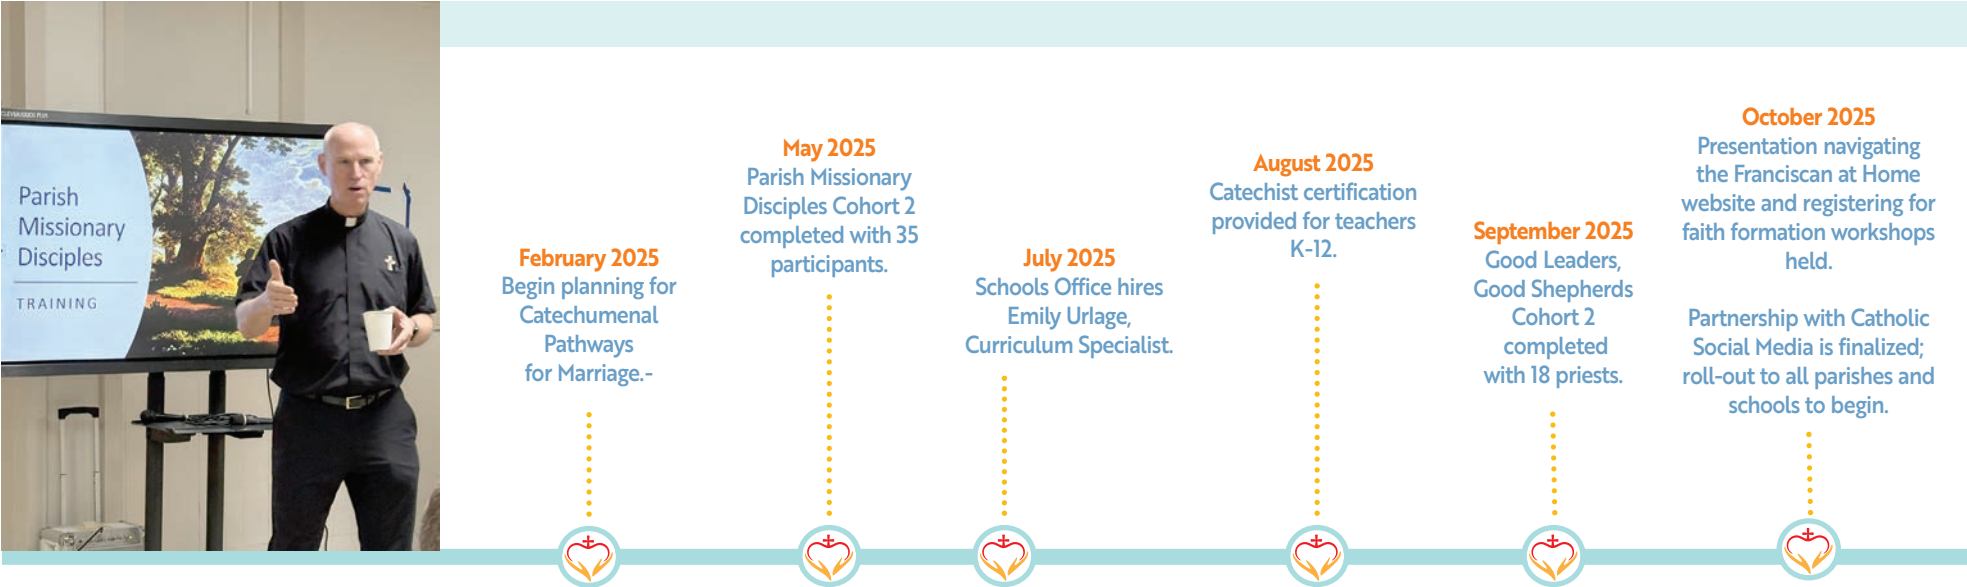 CLEVERTOUCH PLUS
Parish
Missionary
Disciples
TRAINING
February 2025
Begin planning for
Catechumenal
Pathways
for Marriage.-
May 2025
Parish Missionary
Disciples Cohort 2
completed with 35
participants.
July 2025
Schools Office hires
Emily Urlage,
Curriculum Specialist.
August 2025
Catechist certification
provided for teachers
K-12.
September 2025
Good Leaders,
Good Shepherds
Cohort 2
completed
with 18 priests.
October 2025
Presentation navigating
the Franciscan at Home
website and registering for
faith formation workshops
held.
Partnership with Catholic
Social Media is finalized;
roll-out to all parishes and
schools to begin.